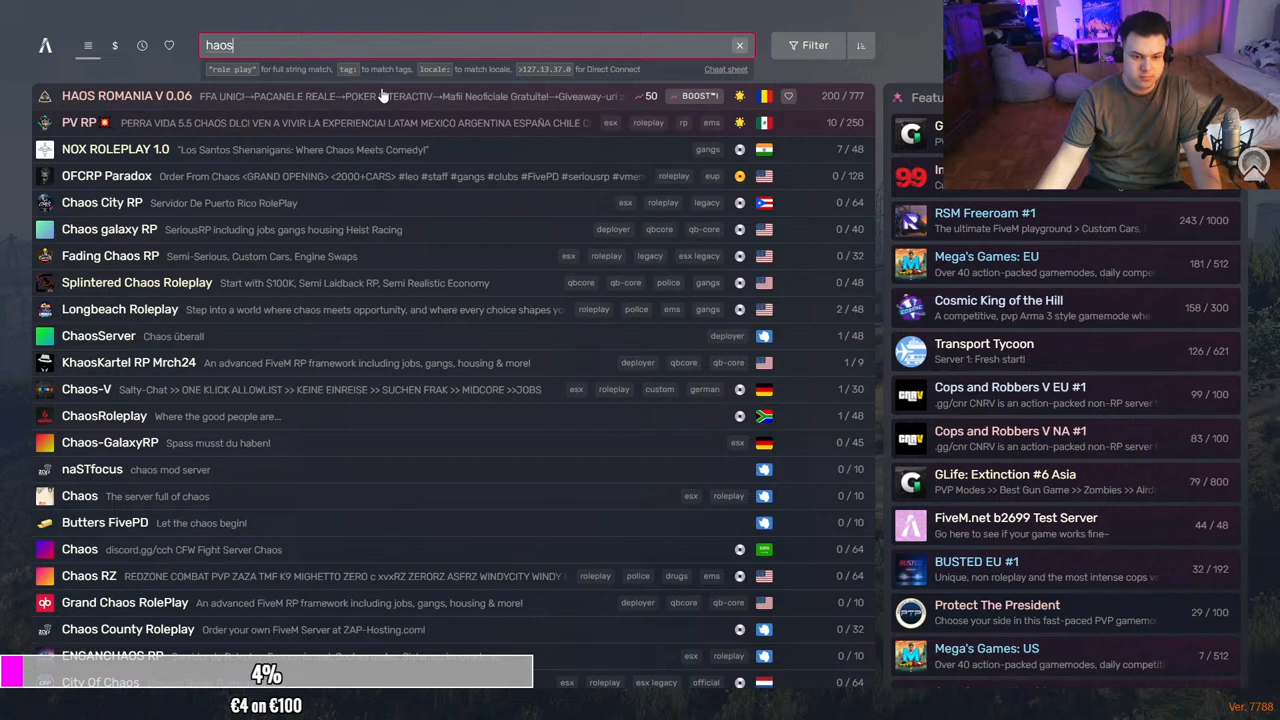 $
haos
Filter
"role play" for full string match, tag: to match tags, locale: to match locale, >127.13.37.0 for Direct Connect
Cheat sheet
HAOS ROMANIA V 0.06 FFA UNICI→PACANELE REALE→POKER INTERACTIV→Mafii Neoficiale Gratuite!→Giveaway-uri 50 BOOST™! 200 / 777
PV RP PERRA VIDA 5.5 CHAOS DLC! VEN A VIVIR LA EXPERIENCIA! LATAM MEXICO ARGENTINA ESPAÑA CHILE esx roleplay rp ems 10 / 250
NOX ROLEPLAY 1.0 "Los Sos Shenanigans: Where Chaos Meets Comedy!" gangs 7 / 48
OFCRP Paradox Order From Chaos <GRAND OPENING> <2000+CARS> #leo #staff #gangs #clubs #FivePD #seriousrp roleplay eup 0 / 128
Chaos City RP Servidor De Puerto Rico RolePlay esx roleplay legacy 0 / 64
Chaos galaxy RP Serious rp including jobs gangs housing Heist Racing deployer qbcore qb-core 0 / 40
Fading Chaos RP Semi-Serious, Custom Cars, Engine Swaps esx roleplay legacy esx legacy 0 / 32
Splintered Chaos Roleplay Start with $100K, Semi Laidback RP, Semi Realistic Economy qbcore qb-core police gangs 0 / 48
Longbeach Roleplay Step into a world where chaos meets opportunity, and where every choice shapes roleplay police ems gangs 2 / 48
ChaosServer Chaos überall deployer 1 / 48
KhaosKartel RP Mrch24 advanced FiveM RP framework including jobs, gangs, housing & more! deployer qbcore qb-core 1 / 9
Chaos-V Salty-Chat >> ONE KLICK ALLOWLIST >> KEINE EINREISE >> SUCHEN FRAK >> MIDCORE >>JOBS esx roleplay custom german 1 / 30
ChaosRoleplay Where the good people are... 1 / 48
Chaos-GalaxyRP Spass musst du haben! esx 0 / 45
naSTfocus chaos mod server 0 / 10
Chaos The server full of chaos esx roleplay 0 / 10
Butters FivePD Let the chaos begin! 0 / 10
Chaos discord.gg/cch CFW Fight Server Chaos 0 / 64
Chaos RZ REDZONE COMBAT PVP ZAZA TMF K9 MIGHETTO ZERO c xvxRZ ZERORZ ASFRZ WINDYCITY WINDY roleplay police drugs ems 0 / 64
Grand Chaos RolePlay An advanced FiveM RP framework including jobs, gangs, housing & more! deployer qbcore qb-core 0 / 10
Chaos County Roleplay Order your own FiveM Server at ZAP-Hosting.com! 0 / 32
ENGANCHAOS RP esx roleplay 0 / 10
City Of Chaos esx roleplay esx legacy official 0 / 64
4%
€4 on €100
Featu
G
99 In
RSM Freeroam #1 243 / 1000
The ultimate FiveM playground > Custom Cars,
Mega's Games: EU 181 / 512
Over 40 action-packed gamemodes, daily compet
Cosmic King of the Hill 158 / 300
A competitive, pvp Arma 3 style gamemode
Transport Tycoon 126 / 621
Server 1: Fresh start!
CNRV Cops and Robbers V EU #1 99 / 100
.gg/cnr CNRV is an action-packed non-RP server
CNRV Cops and Robbers V NA #1 83 / 100
.gg/cnr CNRV is an action-packed non-RP server
GLife: Extinction #6 Asia 79 / 800
PVP Modes >> Best Gun Game >> Zombies >>
FiveM.net b2699 Test Server 44 / 48
Go here to see if your game works fine~
BUSTED EU #1 32 / 192
Unique, non roleplay and the most intense cops
PTP Protect The President 29 / 100
Choose your side in this fast-paced PVP
Mega's Games: US 7 / 512
Over 40 action-packed gamemodes, daily compet
Ver. 7788